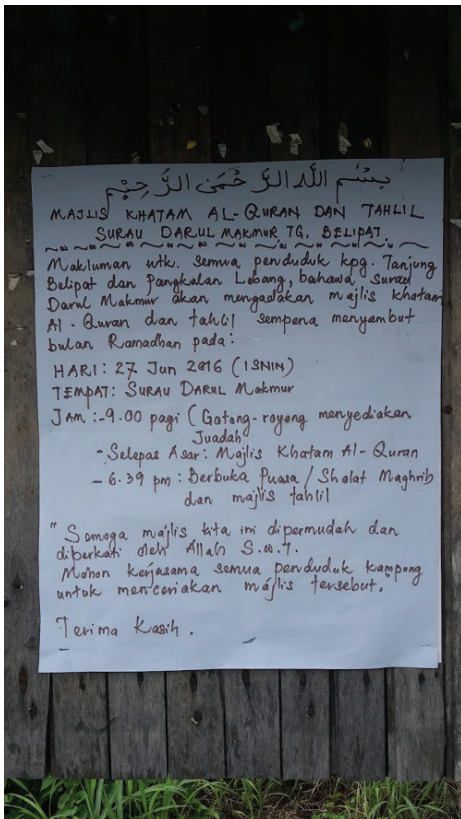 بسم الله الرحمن الرحيم
MAJLIS KHATAM AL-QURAN DAN TAHLIL
SURAU DARUL MAKMUR TG. BELIPAT
Makluman utk. semua penduduk kpg. Tanjung
Belipat dan Pangkalan Lobang, bahawa surau
Darul Makmur akan mengadakan majlis khatam
Al-Quran dan tahlil sempena menyambut
bulan Ramadhan pada:
HARI: 27 Jun 2016 (ISNIN)
TEMPAT: SURAU DARUL Makmur
JAM :-9.00 pagi (Gotong-royong menyediakan
Juadah
- Selepas Asar: Majlis Khatam Al-Quran
- 6.39 pm: Berbuka Puasa / Sholat Maghrib
dan majlis tahlil
"Semoga majlis kita ini dipermudah dan
diberkati oleh Allah S.W.T.
Mohon kerjasama semua penduduk kampong
untuk menceriakan majlis tersebut.
Terima Kasih.